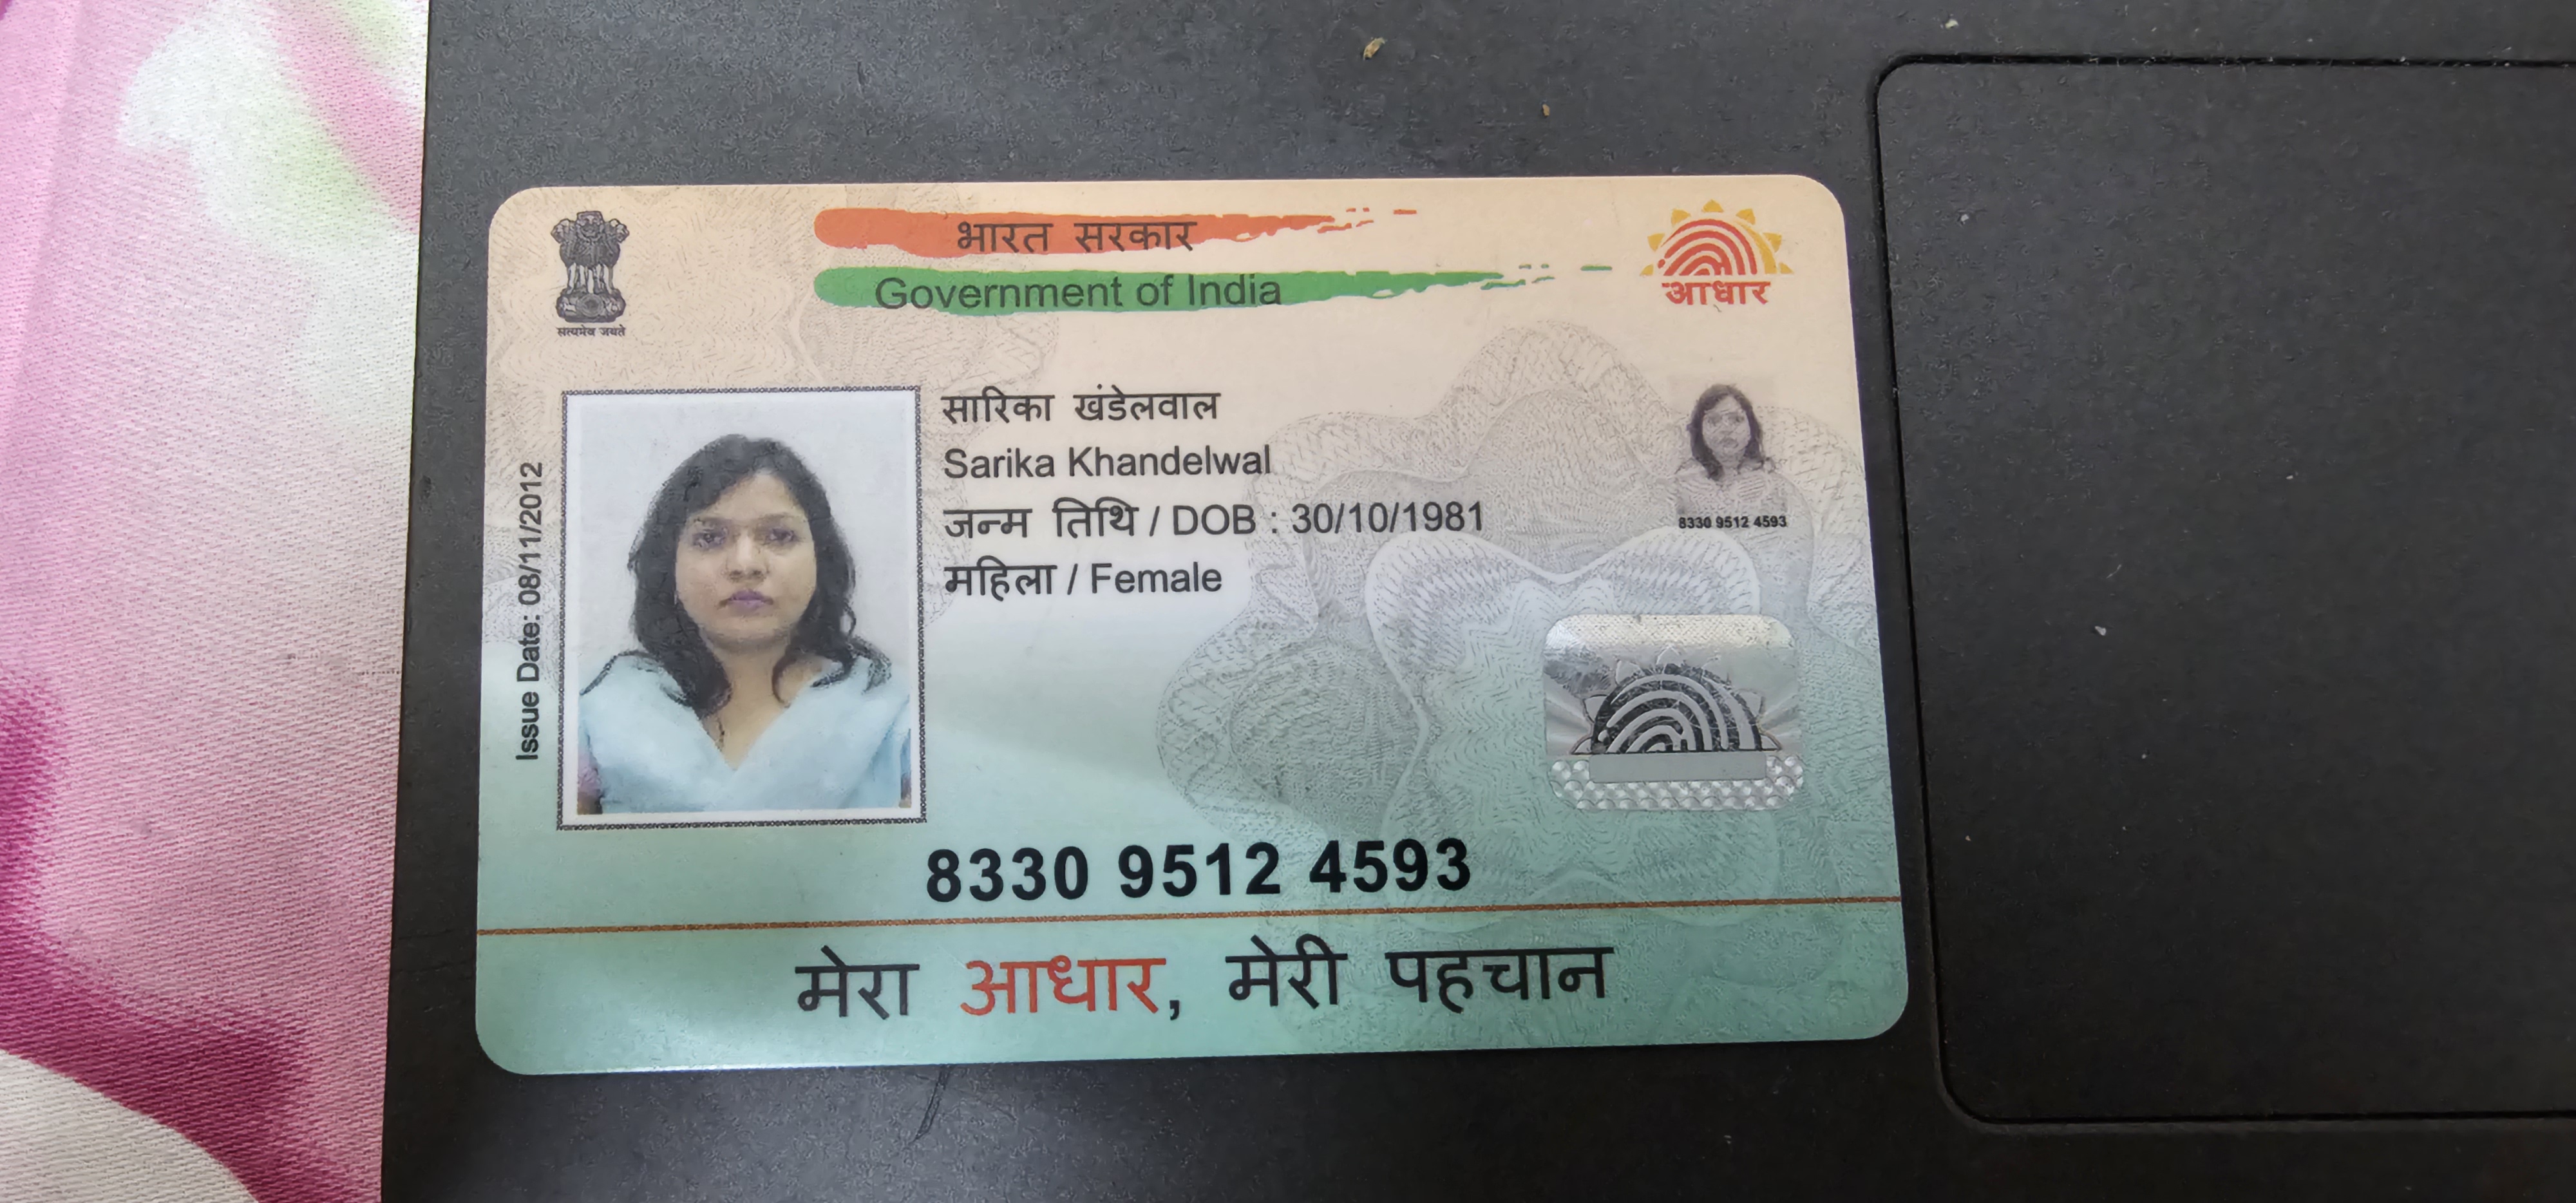 भारत सरकार
Government of India
सत्यमेव जयते
आधार
सारिका खंडेलवाल
Sarika Khandelwal
जन्म तिथि / DOB : 30/10/1981
महिला / Female
Issue Date: 08/11/2012
8330 9512 4593
8330 9512 4593
मेरा आधार, मेरी पहचान